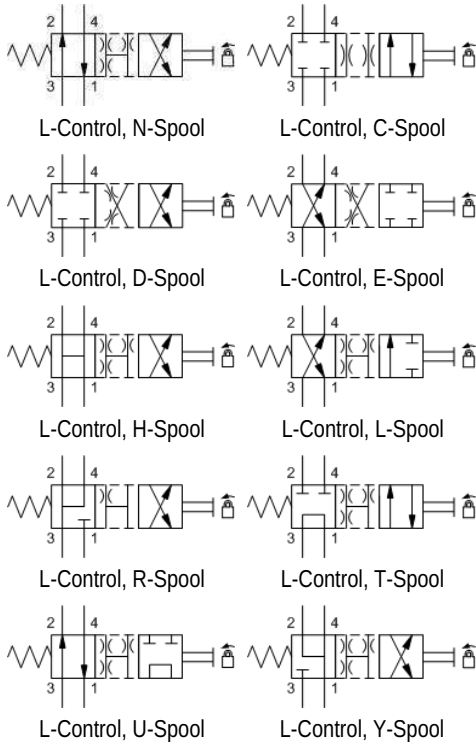 2 4 2 4
3 1 3 1
L-Control, N-Spool L-Control, C-Spool
2 4 2 4
3 1 3 1
L-Control, D-Spool L-Control, E-Spool
2 4 2 4
3 1 3 1
L-Control, H-Spool L-Control, L-Spool
2 4 2 4
3 1 3 1
L-Control, R-Spool L-Control, T-Spool
2 4 2 4
3 1 3 1
L-Control, U-Spool L-Control, Y-Spool